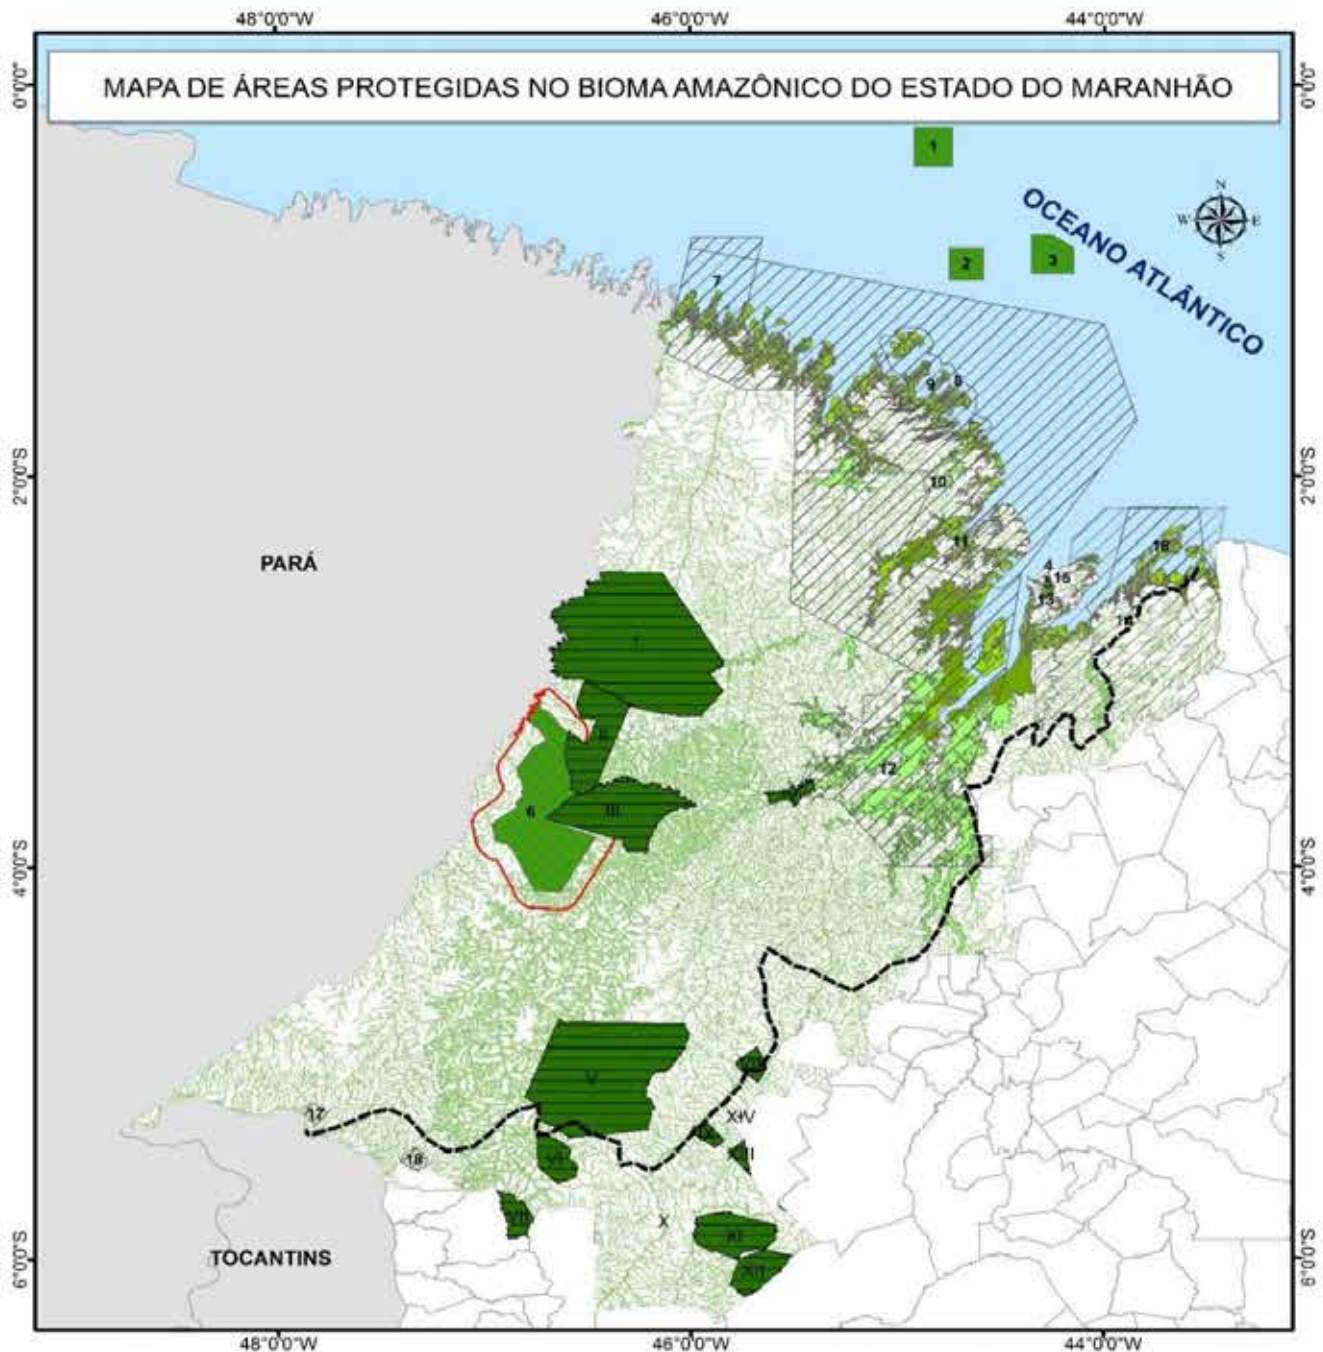 48°0'0"W
46°0'0"W
44°0'0"W
0°0'0"
0°0'0"
MAPA DE ÁREAS PROTEGIDAS NO BIOMA AMAZÔNICO DO ESTADO DO MARANHÃO
1
N
W
E
S
OCEANO ATLÂNTICO
2
3
7
9
8
2°0'0"S
2°0'0"S
10
11
PARÁ
4
16
I
II
12
6
III
4°0'0"S
4°0'0"S
V
XIV
17
18
VI
VII
X
XI
XII
TOCANTINS
6°0'0"S
6°0'0"S
48°0'0"W
46°0'0"W
44°0'0"W